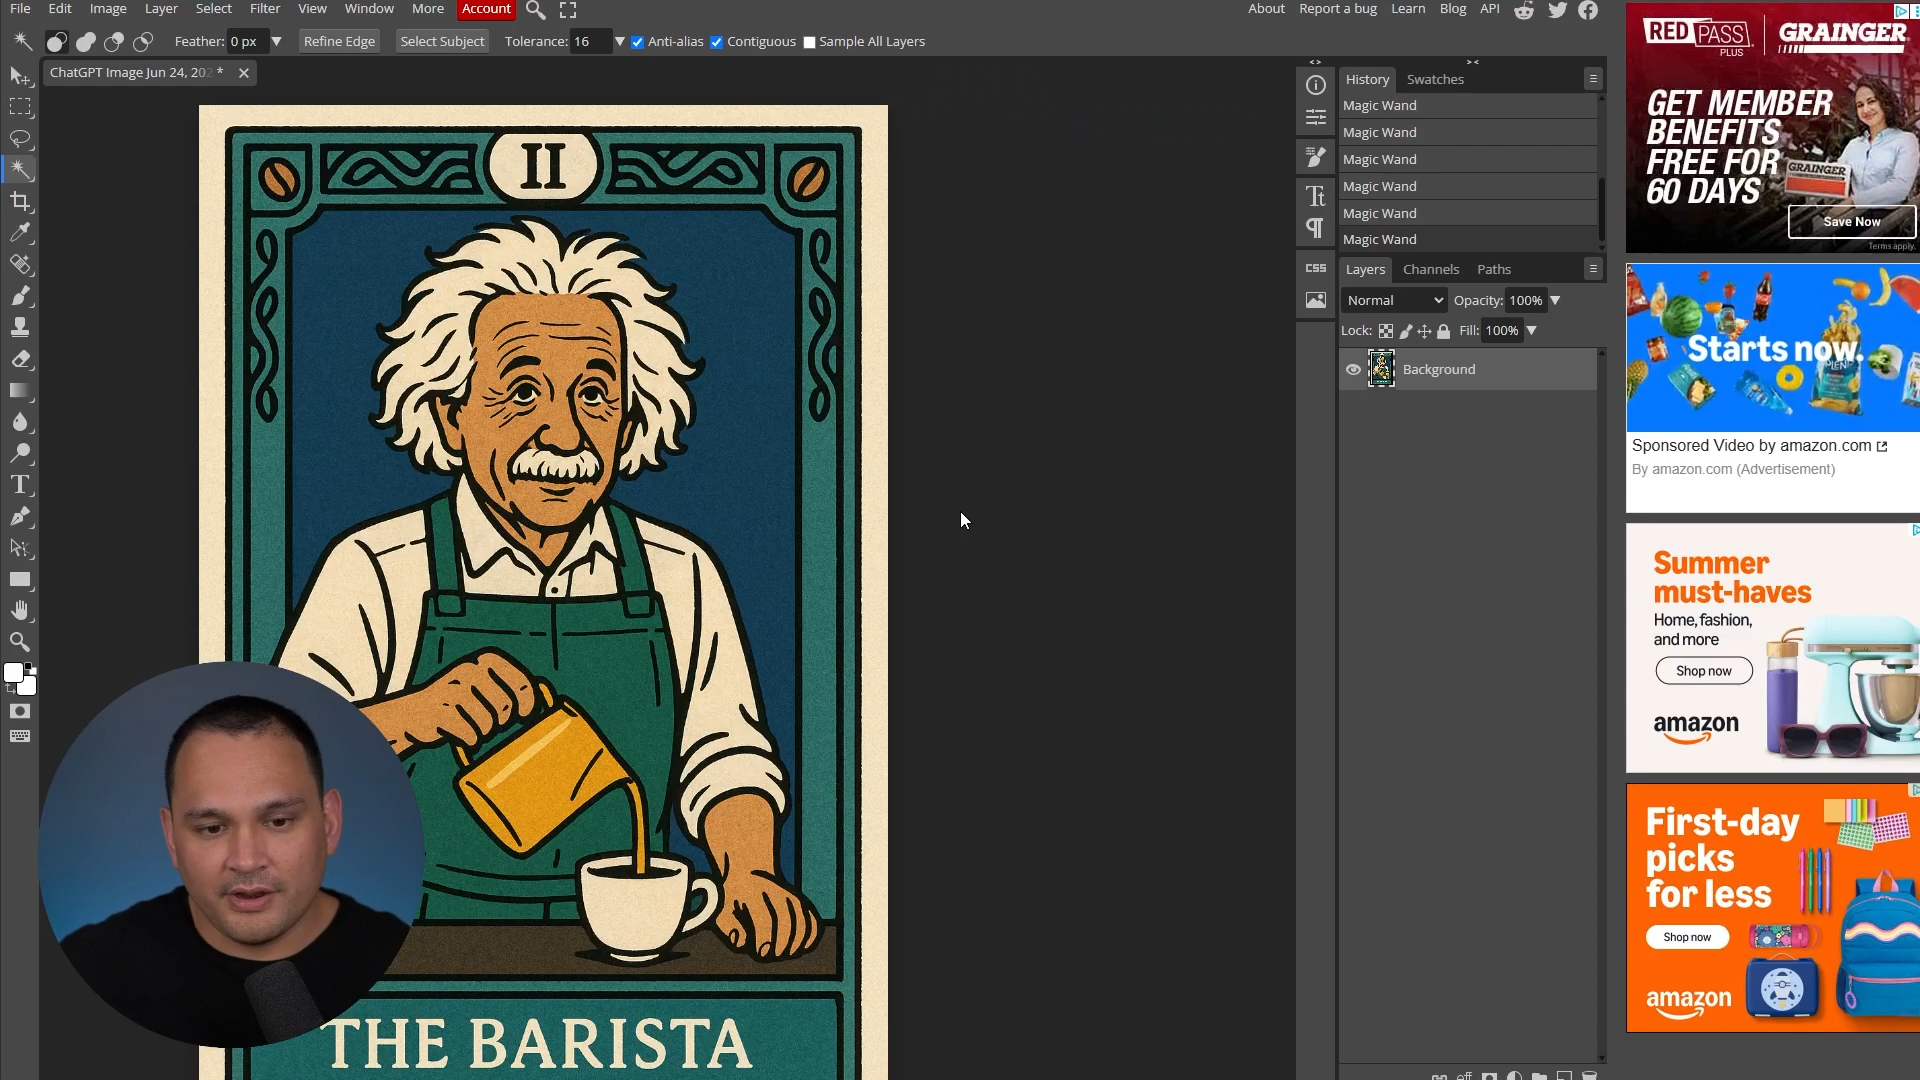 File Edit Image Layer Select Filter View Window More Account About Report a bug Learn Blog API
Feather: 0 px Refine Edge Select Subject Tolerance: 16 Anti-alias Contiguous Sample All Layers
ChatGPT Image Jun 24, 202 *
History Swatches
Magic Wand
Magic Wand
Magic Wand
Magic Wand
Magic Wand
Magic Wand
Layers Channels Paths
Normal Opacity: 100%
Lock: Fill: 100%
Background
CSS
II
THE BARISTA
RED PASS PLUS GRAINGER
GET MEMBER
BENEFITS
FREE FOR
60 DAYS
GRAINGER
Save Now
Terms apply.
Starts now.
Sponsored Video by amazon.com
By amazon.com (Advertisement)
Summer
must-haves
Home, fashion,
and more
Shop now
amazon
First-day
picks
for less
Shop now
amazon